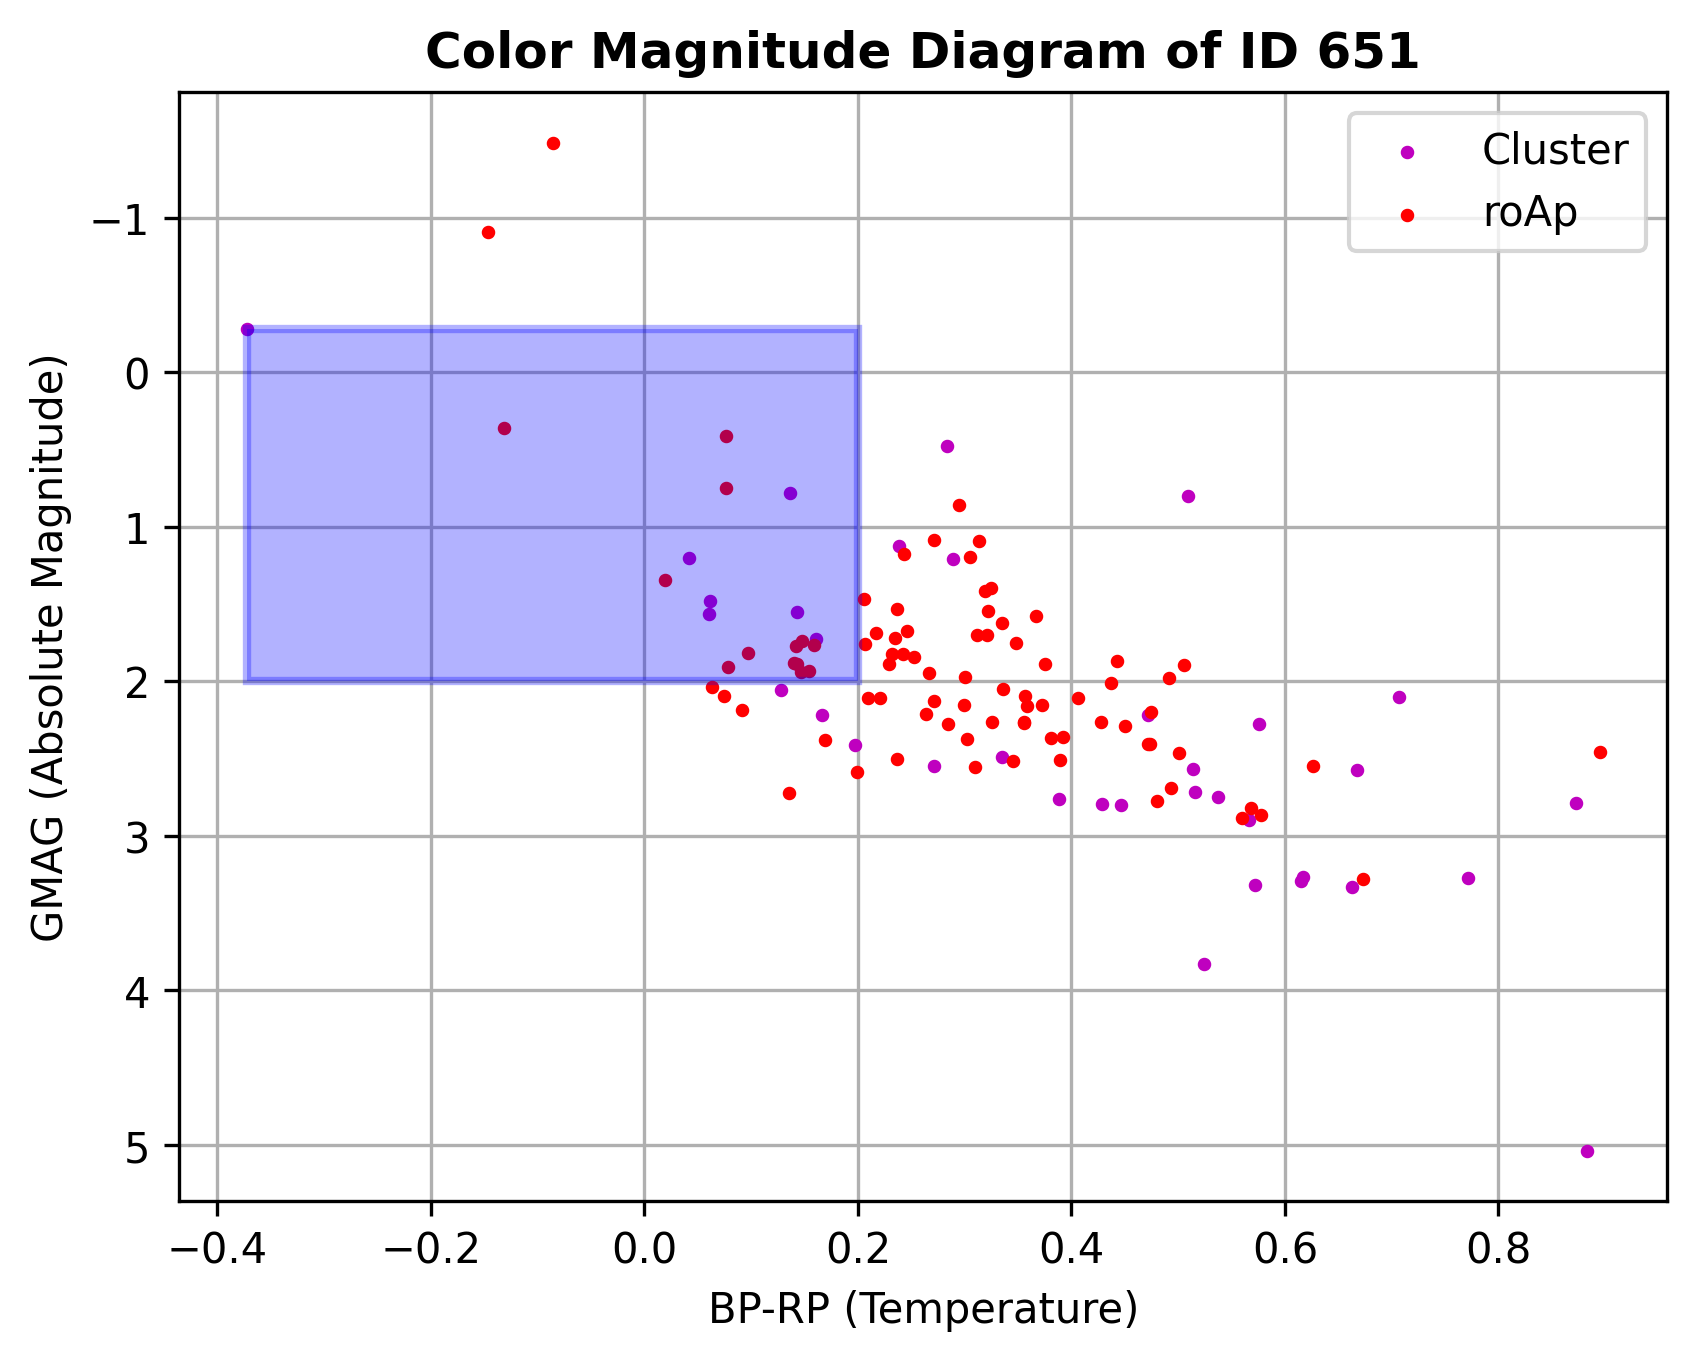 Color Magnitude Diagram of ID 651
Cluster
roAp
GMAG (Absolute Magnitude)
−1
0
1
2
3
4
5
−0.4
−0.2
0.0
0.2
0.4
0.6
0.8
BP-RP (Temperature)